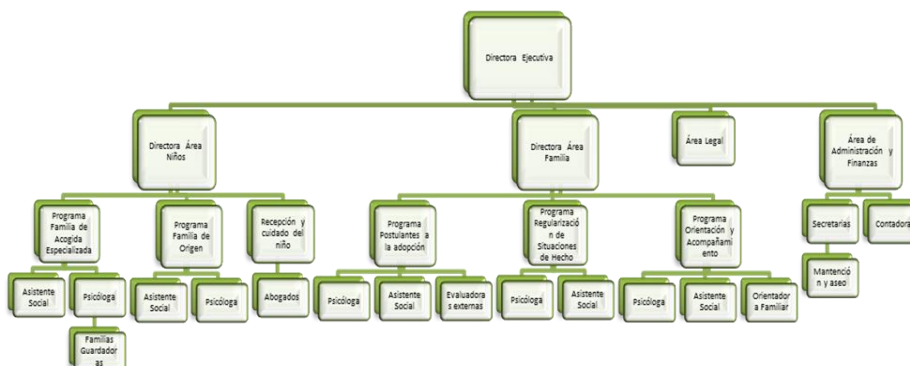 Directora Ejecutiva
Directora Área
Niños
Directora Área
Familia
Área Legal
Área de
Administración y
Finanzas
Programa
Familia de
Acogida
Especializada
Programa
Familia de
Origen
Recepción y
cuidado del
niño
Programa
Postulantes a
la adopción
Programa
Regularizaci
ón de
Situaciones
de Hecho
Programa
Orientación y
Acompañami
ento
Secretarias
Contadora
Asistente
Social
Psicóloga
Asistente
Social
Psicóloga
Abogados
Psicóloga
Asistente
Social
Evaluadora
s externas
Psicóloga
Asistente
Social
Psicóloga
Asistente
Social
Orientador
a Familiar
Mantenció
n y aseo
Familias
Guardador
as